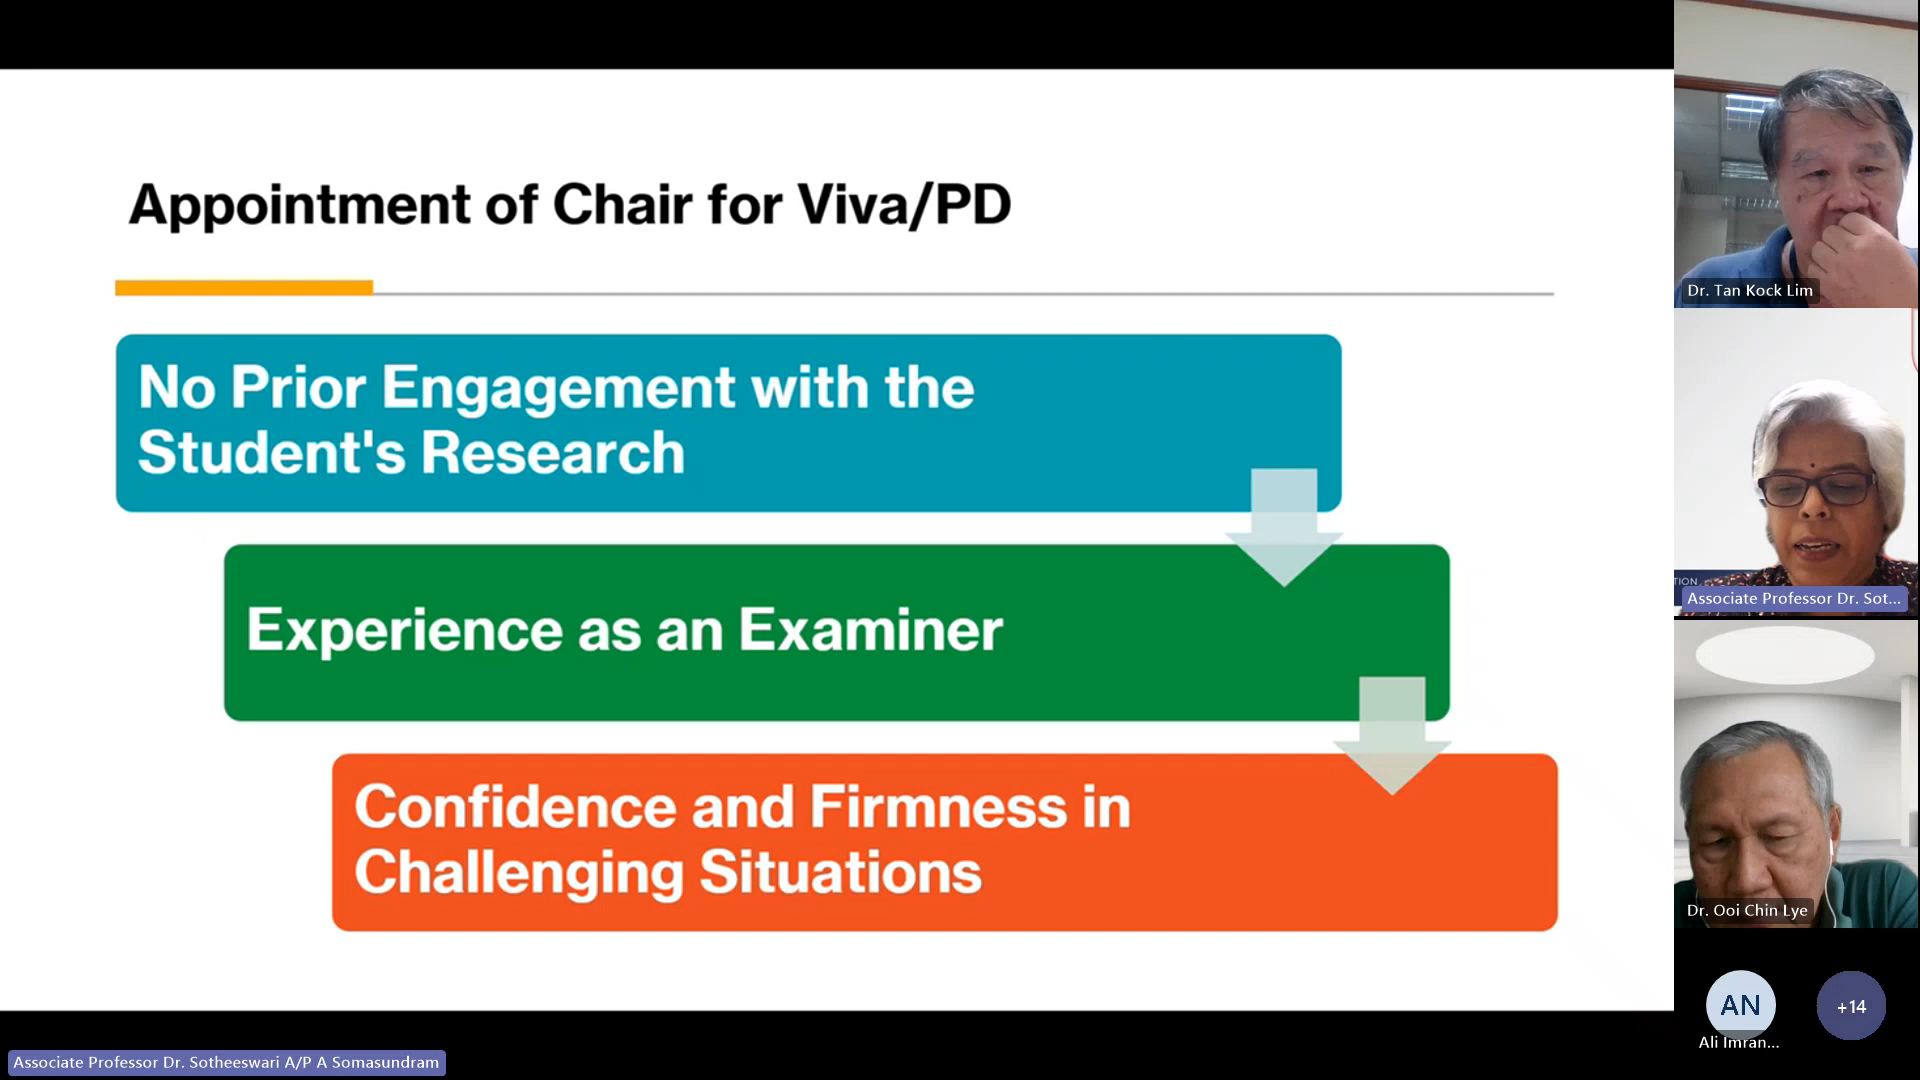 Appointment of Chair for Viva/PD
No Prior Engagement with the
Student's Research
Experience as an Examiner
Confidence and Firmness in
Challenging Situations
Dr. Tan Kock Lim
TION
Associate Professor Dr. Sot...
Dr. Ooi Chin Lye
AN
+14
Ali Imran...
Associate Professor Dr. Sotheeswari A/P A Somasundram